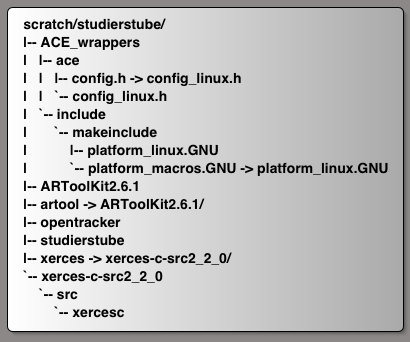 scratch/studierstube/
|-- ACE_wrappers
|   |-- ace
|   |   |-- config.h -> config_linux.h
|   |   `-- config_linux.h
|   `-- include
|       `-- makeinclude
|           |-- platform_linux.GNU
|           `-- platform_macros.GNU -> platform_linux.GNU
|-- ARToolKit2.6.1
|-- artool -> ARToolKit2.6.1/
|-- opentracker
|-- studierstube
|-- xerces -> xerces-c-src2_2_0/
`-- xerces-c-src2_2_0
    `-- src
        `-- xercesc